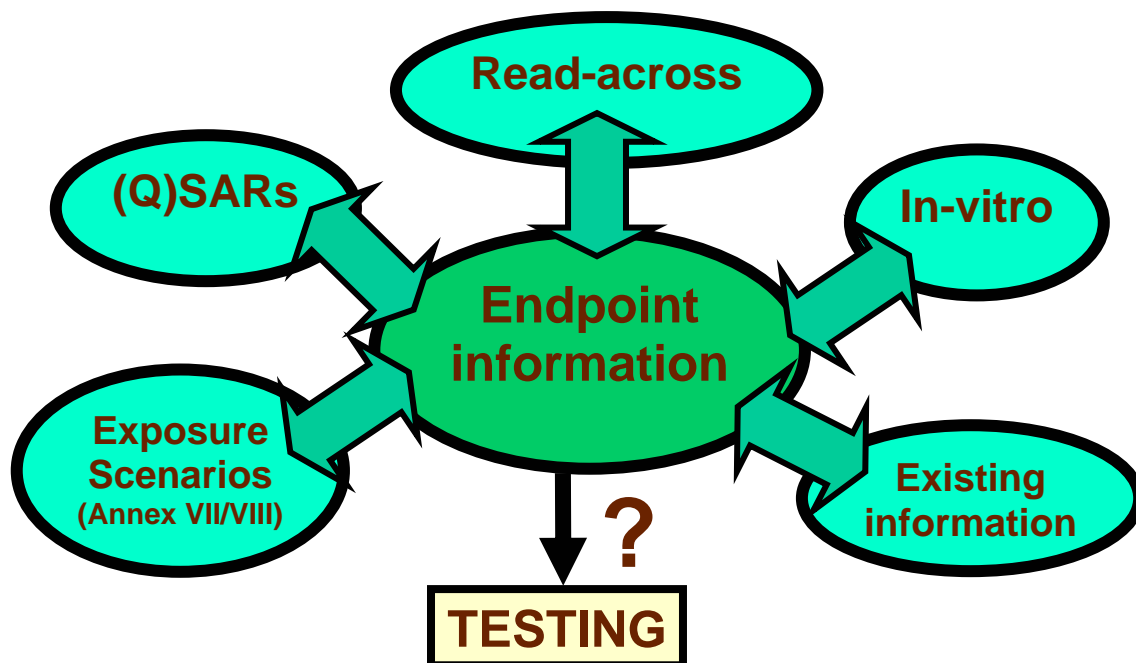 Read-across
(Q)SARs
In-vitro
Endpoint
information
Exposure
Scenarios
(Annex VII/VIII)
Existing
information
?
TESTING